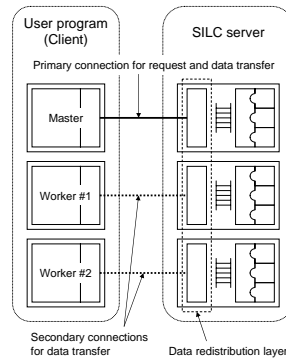 User program
(Client)
SILC server
Primary connection for request and data transfer
Master
Worker #1
Worker #2
Secondary connections
for data transfer
Data redistribution layer